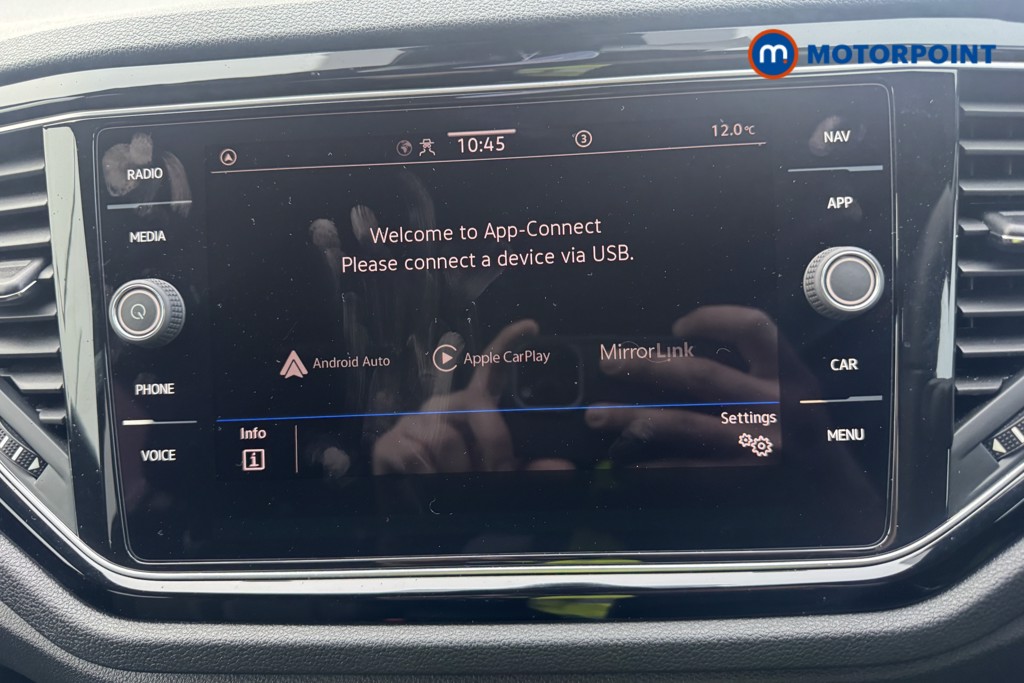 m MOTORPOINT
10:45
3
12.0°C
RADIO
MEDIA
PHONE
VOICE
Welcome to App-Connect
Please connect a device via USB.
Android Auto
Apple CarPlay
MirrorLink
Info
i
Settings
NAV
APP
CAR
MENU